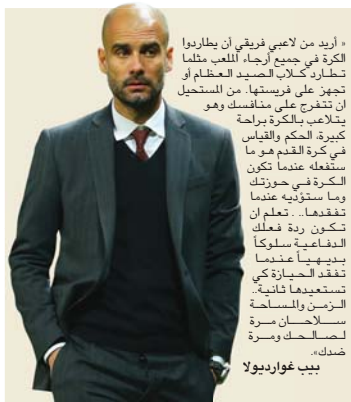 « أريد من لاعبي فريقي أن يطاردوا
الكرة في جميع أرجاء الملعب مثلما
تطارد كلاب الصيد العظام أو
تجهز على فريستها. من المستحيل
ان تتفرج على منافسك وهو
يتلاعب بالكرة براحة
كبيرة، الحكم والقياس
في كرة القدم هو ما
ستفعله عندما تكون
الكرة في حوزتك
وما ستؤديه عندما
تفقدها.. . تعلم ان
تكون ردة فعلك
الدفاعية سلوكاً
بديهياً عندما
تفقد الحيازة كي
تستعيدها ثانية..
الزمن والمساحة
سلاحان مرة
لصالحك ومرة
ضدك».
بيب غوارديولا